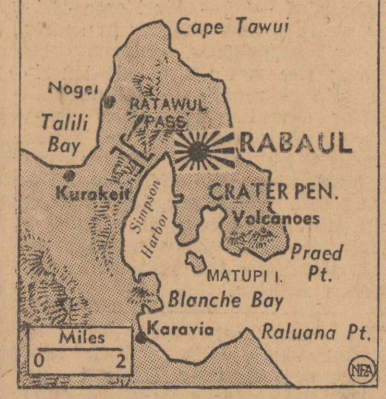 Cape Tawui
Nogei
RATAWUL
PASS
Talili
Bay
RABAUL
Kurakeit
Simpson
Harbor
CRATER PEN.
Volcanoes
Praed
Pt.
MATUPI I.
Blanche Bay
Miles
0 2
Karavia
Raluana Pt.
NEA